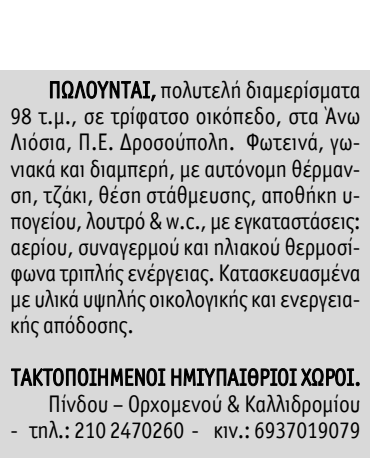 ΠΩΛΟΥΝΤΑΙ, πολυτελή διαμερίσματα
98 τ.μ., σε τρίφατσο οικόπεδο, στα Άνω
Λιόσια, Π.Ε. Δροσούπολη. Φωτεινά, γω-
νιακά και διαμπερή, με αυτόνομη θέρμαν-
ση, τζάκι, θέση στάθμευσης, αποθήκη υ-
πογείου, λουτρό & w.c., με εγκαταστάσεις:
αερίου, συναγερμού και ηλιακού θερμοσί-
φωνα τριπλής ενέργειας. Κατασκευασμένα
με υλικά υψηλής οικολογικής και ενεργεια-
κής απόδοσης.
ΤΑΚΤΟΠΟΙΗΜΕΝΟΙ ΗΜΙΥΠΑΙΘΡΙΟΙ ΧΩΡΟΙ.
Πίνδου – Ορχομενού & Καλλιδρομίου
- τηλ.: 210 2470260 - κιν.: 6937019079